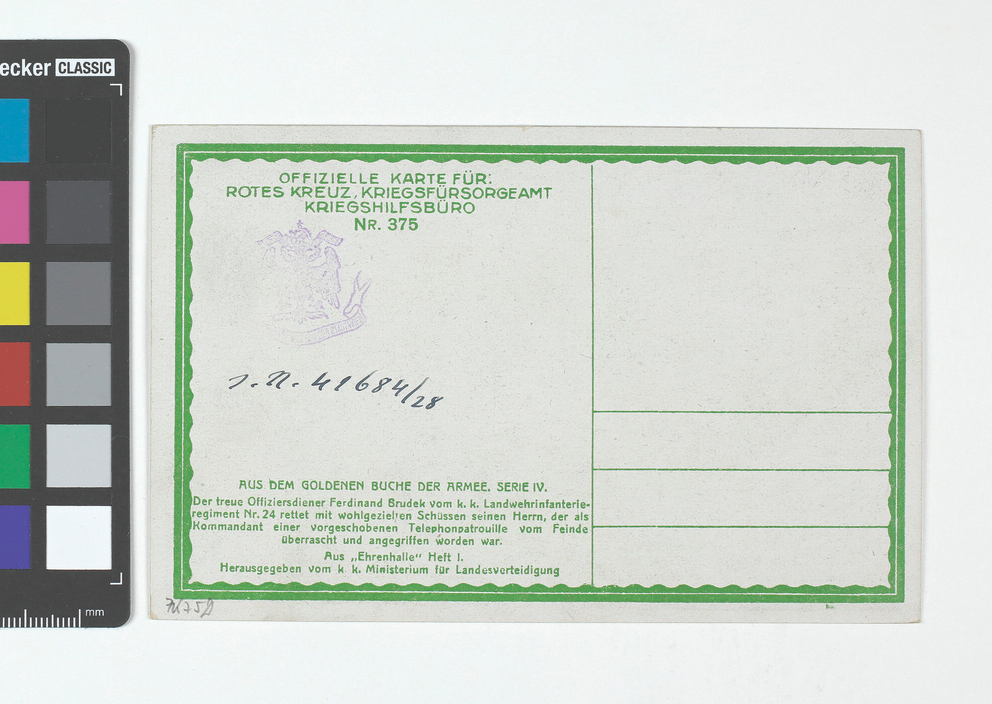 ecker CLASSIC
OFFIZIELLE KARTE FÜR:
ROTES KREUZ, KRIEGSFÜRSORGEAMT
KRIEGSHILFSBÜRO
NR. 375
J. N. 41684/28
AUS DEM GOLDENEN BUCHE DER ARMEE. SERIE IV.
Der treue Offiziersdiener Ferdinand Brudek vom k. k. Landwehrinfanterie-
regiment Nr. 24 rettet mit wohlgezielten Schüssen seinen Herrn, der als
Kommandant einer vorgeschobenen Telephonpatrouille vom Feinde
überrascht und angegriffen worden war.
Aus „Ehrenhalle" Heft I.
Herausgegeben vom k. k. Ministerium für Landesverteidigung
mm